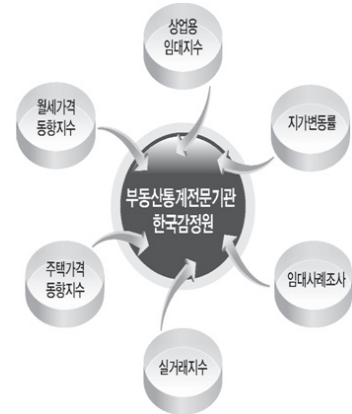 상업용
임대지수
월세가격
동향지수
지가변동률
부동산통계전문기관
한국감정원
주택가격
동향지수
임대사례조사
실거래지수